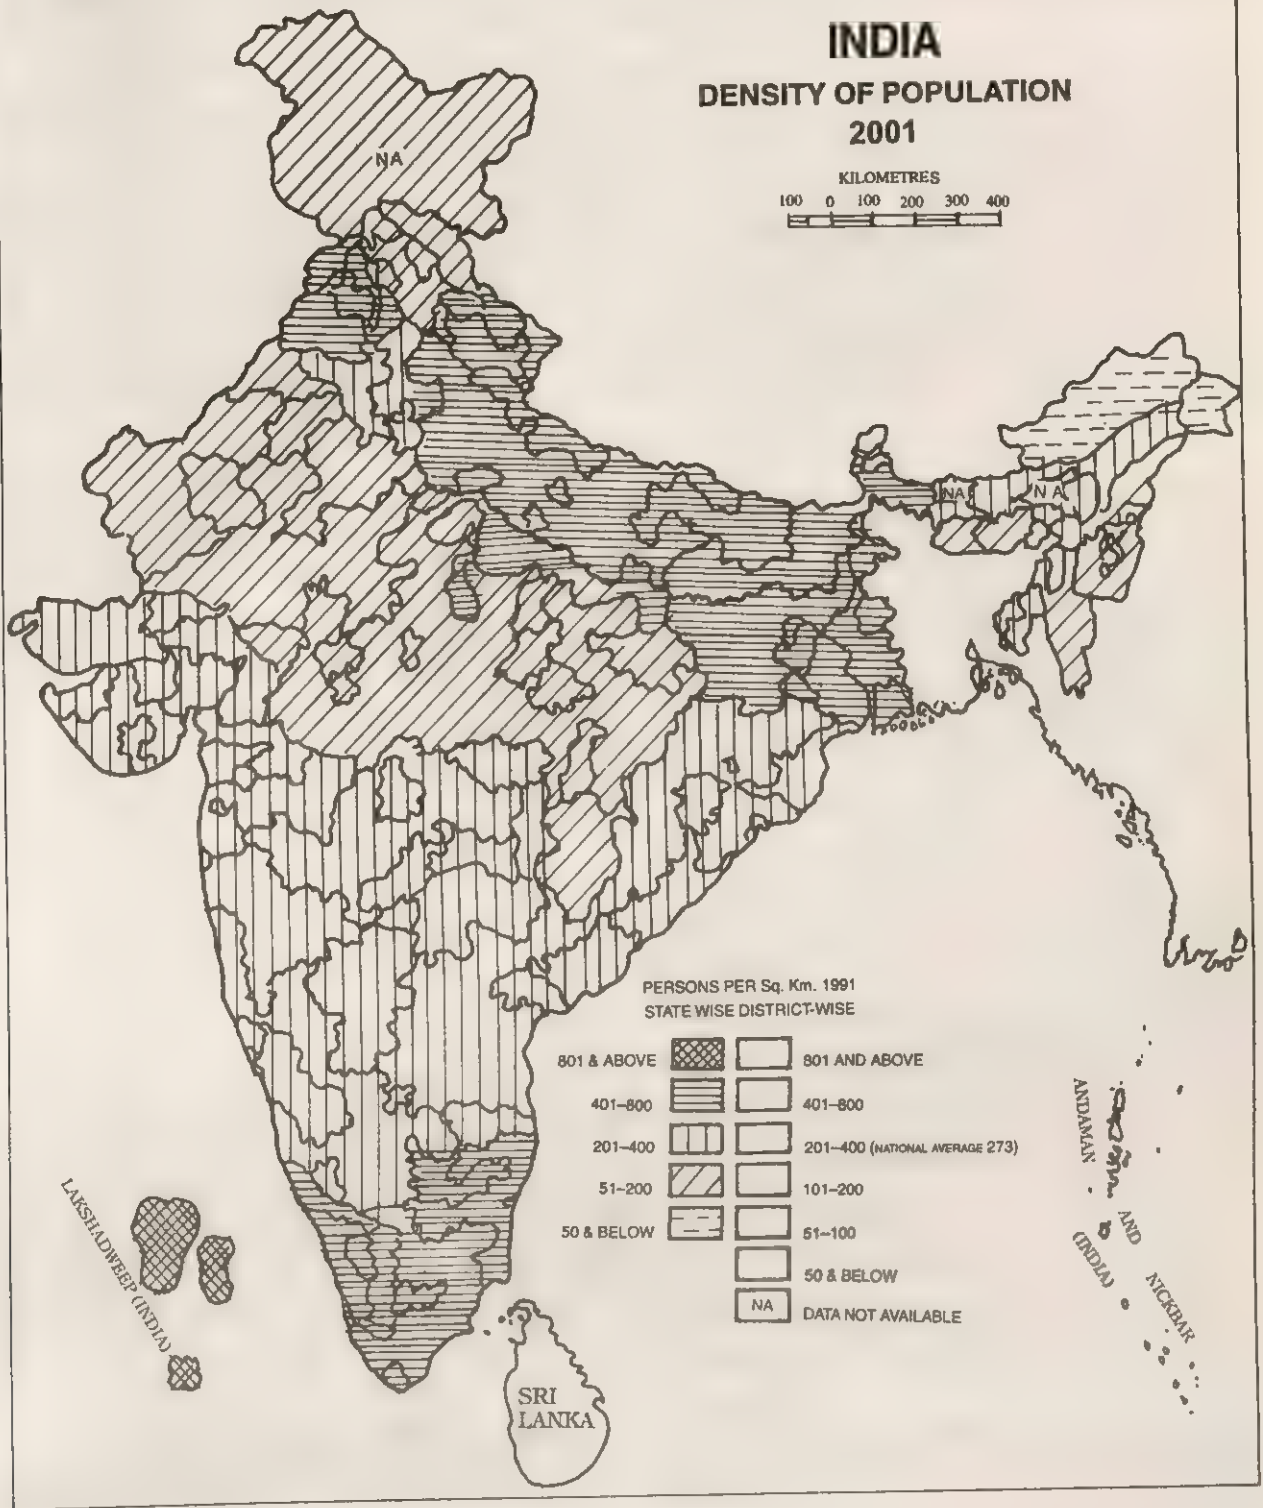 INDIA
DENSITY OF POPULATION
2001
KILOMETRES
100 0 100 200 300 400
NA
NA
N A
PERSONS PER Sq. Km. 1991
STATE WISE DISTRICT-WISE
801 & ABOVE 801 AND ABOVE
401–800 401–800
201–400 201–400 (NATIONAL AVERAGE 273)
51–200 101–200
50 & BELOW 51–100
50 & BELOW
NA DATA NOT AVAILABLE
LAKSHADWEEP (INDIA)
ANDAMAN
AND
NICKBAR
(INDIA)
SRI
LANKA